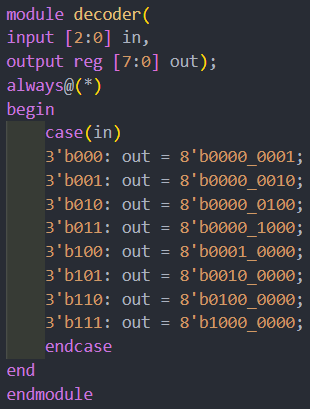 module decoder(
input [2:0] in,
output reg [7:0] out);
always@(*)
begin
case(in)
3'b000: out = 8'b0000_0001;
3'b001: out = 8'b0000_0010;
3'b010: out = 8'b0000_0100;
3'b011: out = 8'b0000_1000;
3'b100: out = 8'b0001_0000;
3'b101: out = 8'b0010_0000;
3'b110: out = 8'b0100_0000;
3'b111: out = 8'b1000_0000;
endcase
end
endmodule